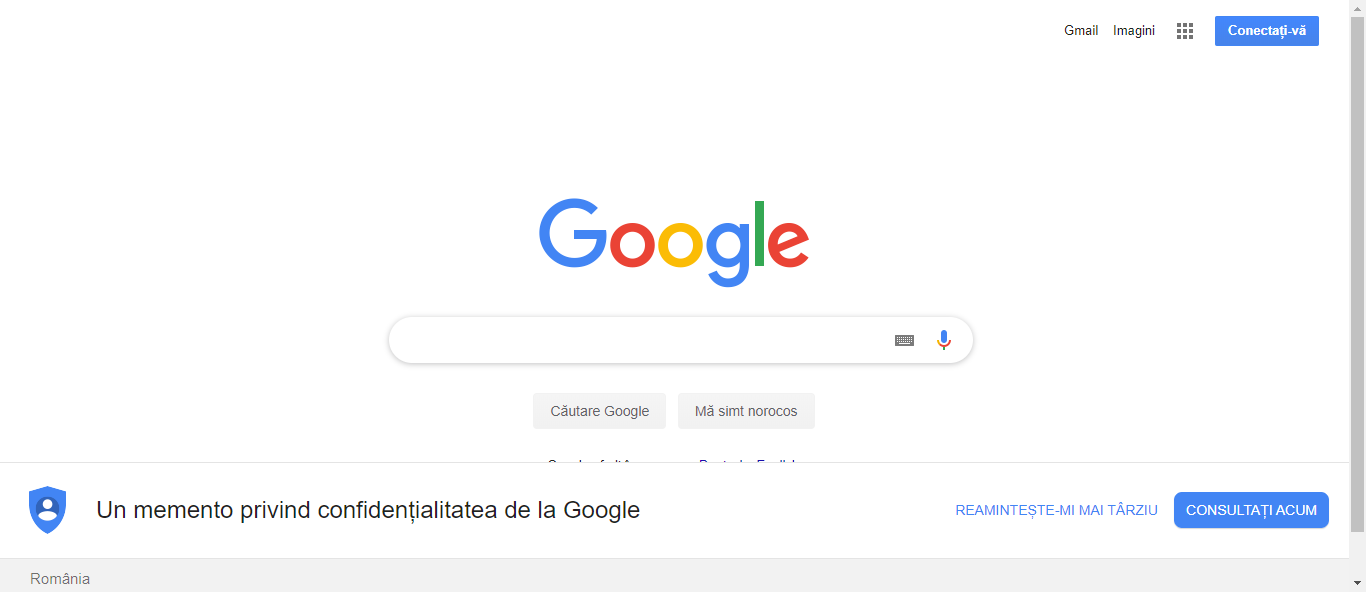 Gmail Imagini Conectați-vă
Google
Căutare Google Mă simt norocos
Un memento privind confidențialitatea de la Google REAMINTEȘTE-MI MAI TÂRZIU CONSULTAȚI ACUM
România